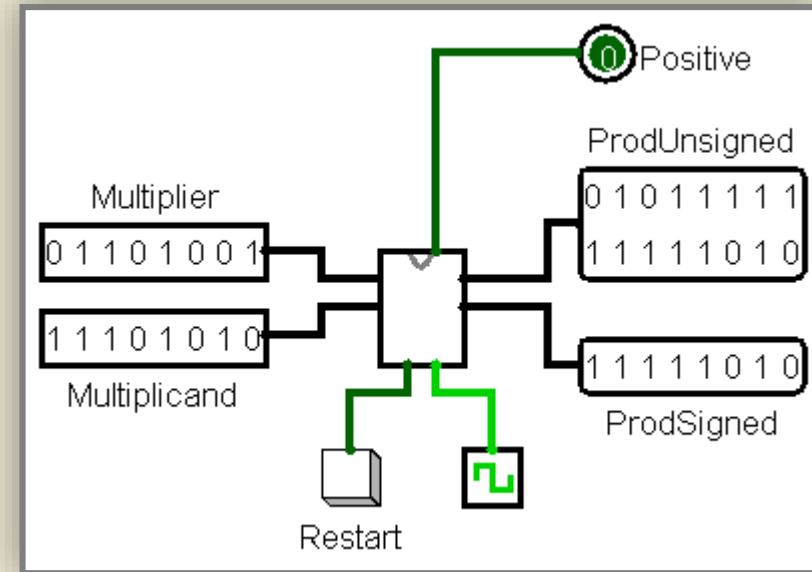 0 Positive
ProdUnsigned
0 1 0 1 1 1 1 1
1 1 1 1 1 0 1 0
Multiplier
0 1 1 0 1 0 0 1
1 1 1 0 1 0 1 0
Multiplicand
1 1 1 1 1 0 1 0
ProdSigned
Restart